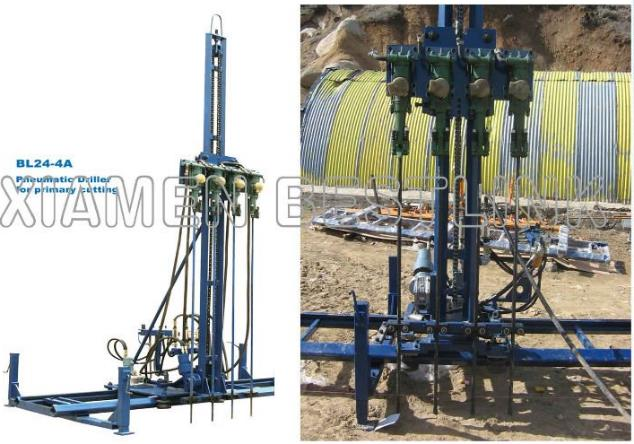 BL24-4A
Pneumatic Driller
for primary cutting
XIAMEN BESTLINK